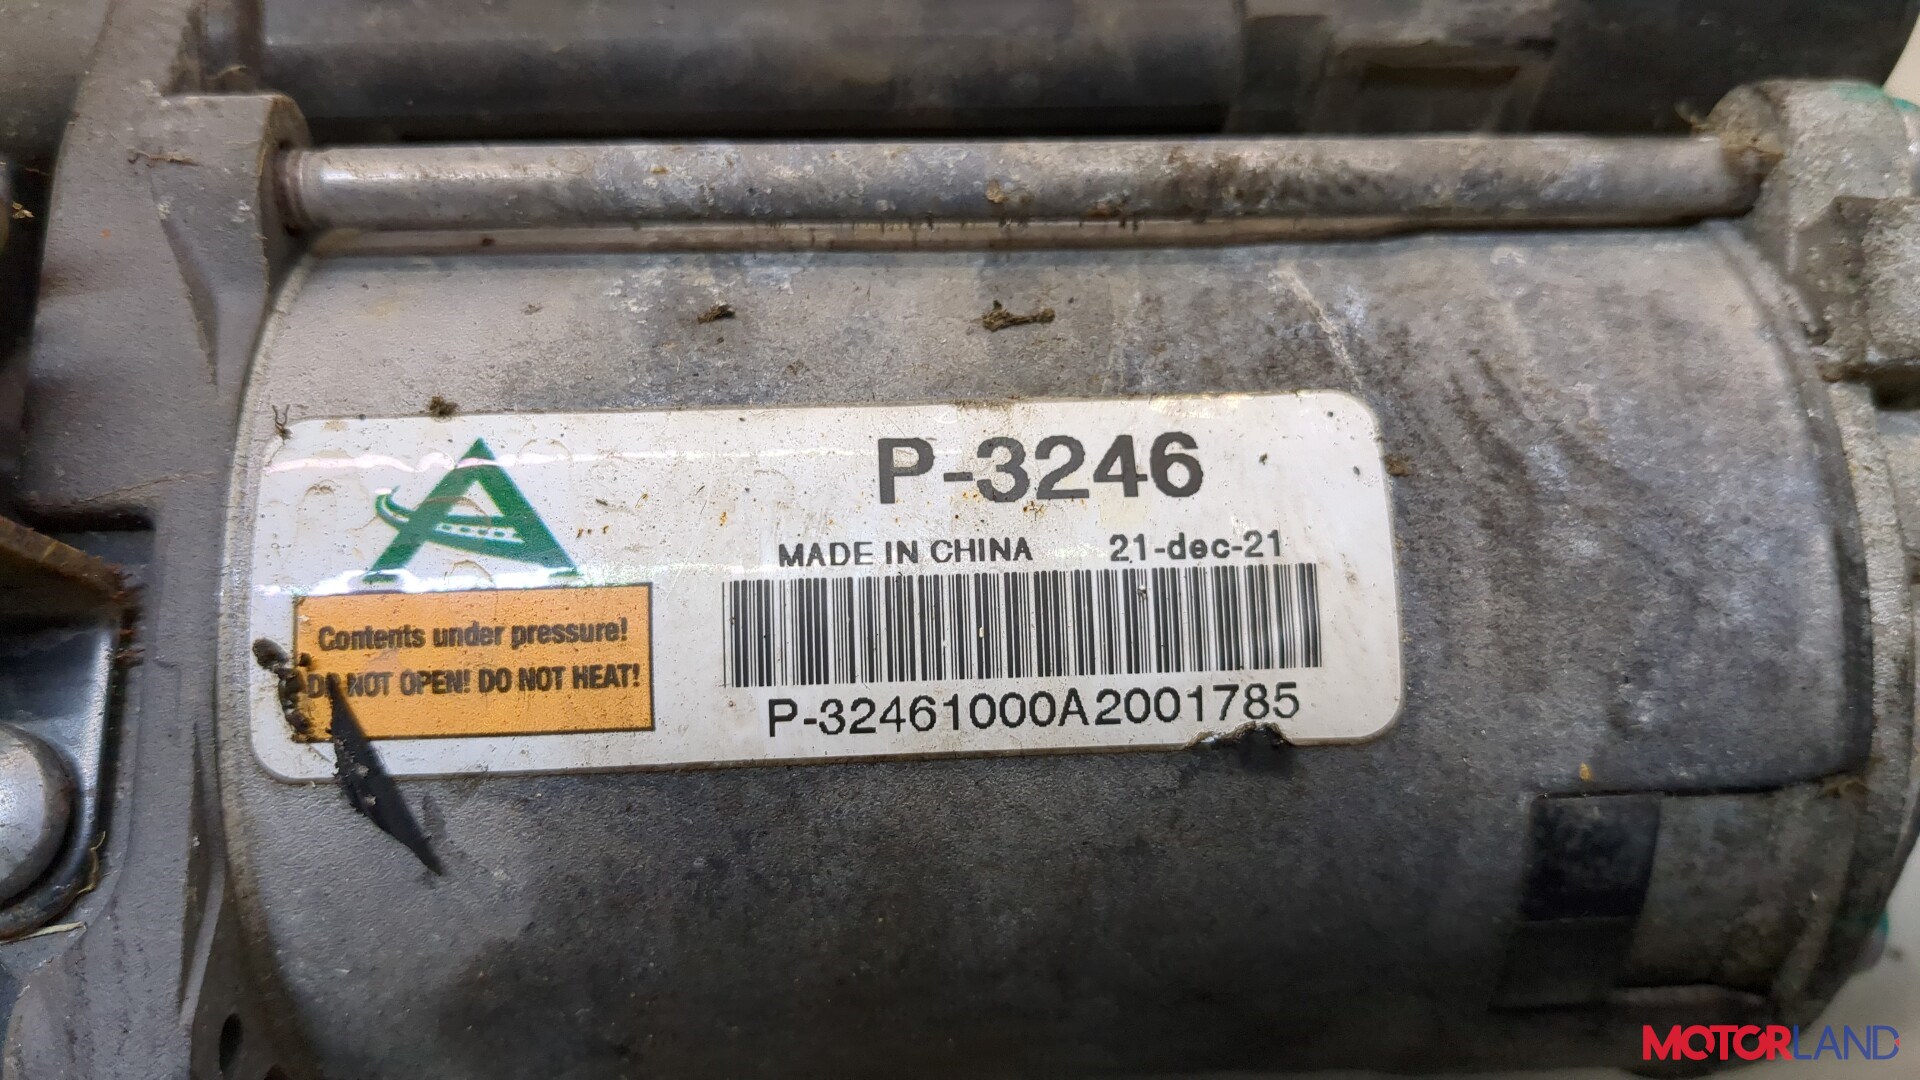 P-3246
MADE IN CHINA 21-dec-21
Contents under pressure!
DO NOT OPEN! DO NOT HEAT!
P-32461000A2001785
MOTORLAND